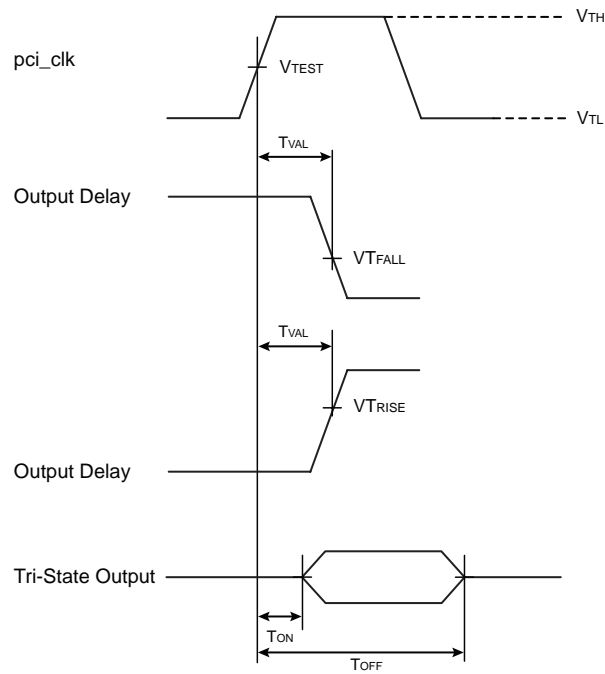 VTH
pci_clk
VTEST
VTL
TVAL
Output Delay
VTFALL
TVAL
VTRISE
Output Delay
Tri-State Output
TON
TOFF